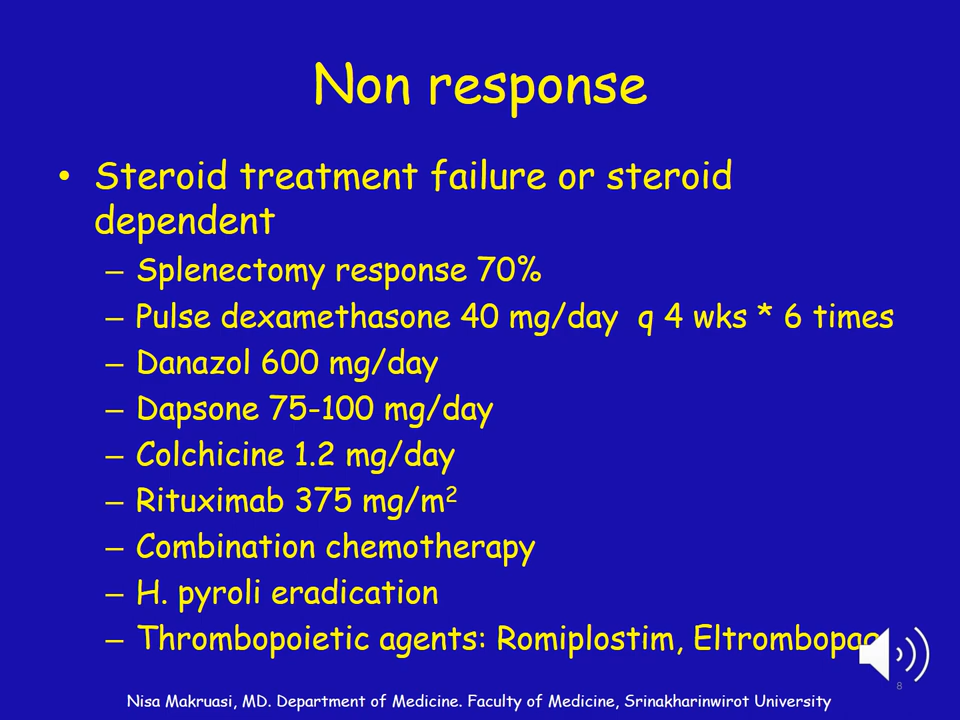 Non response
• Steroid treatment failure or steroid
dependent
– Splenectomy response 70%
– Pulse dexamethasone 40 mg/day q 4 wks * 6 times
– Danazol 600 mg/day
– Dapsone 75-100 mg/day
– Colchicine 1.2 mg/day
– Rituximab 375 mg/m²
– Combination chemotherapy
– H. pyroli eradication
– Thrombopoietic agents: Romiplostim, Eltrombopag
8
Nisa Makruasi, MD. Department of Medicine. Faculty of Medicine, Srinakharinwirot University